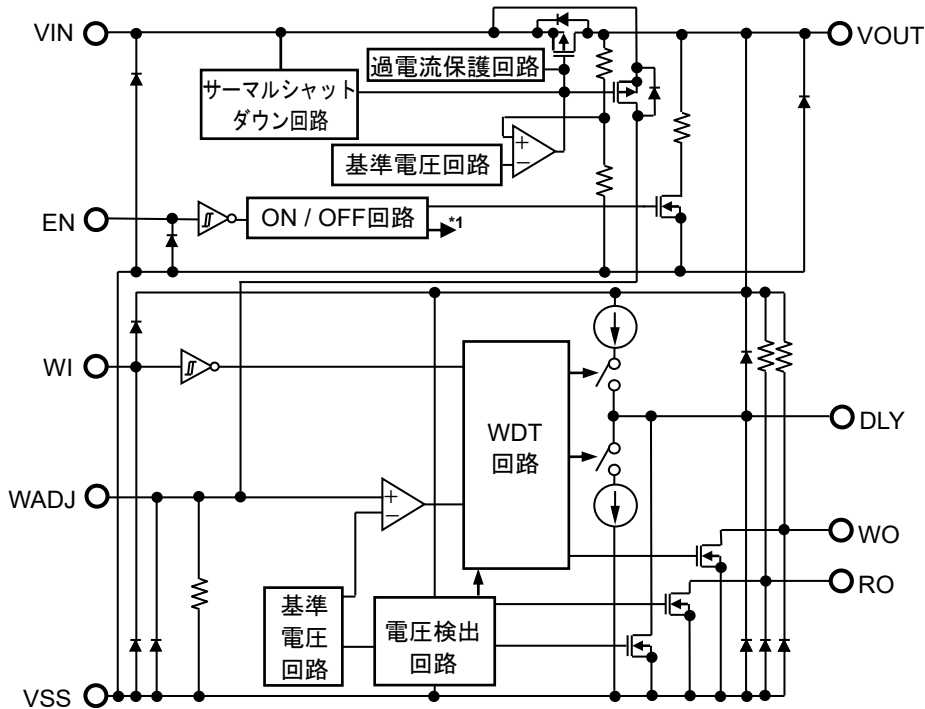 VIN
VOUT
過電流保護回路
サーマルシャット
ダウン回路
+
−
基準電圧回路
EN
ON / OFF回路
*1
WI
WDT
回路
DLY
WADJ
+
−
WO
RO
基準
電圧
回路
電圧検出
回路
VSS